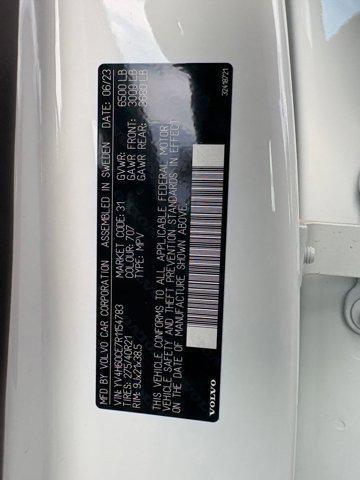 MFD BY VOLVO CAR CORPORATION ASSEMBLED IN SWEDEN DATE: 06/23
VIN: YV4H60CE7R1154783 MARKET CODE: 31 GVWR: 6500 LB
TIRES: 275/40R21 COLOUR: 707 GAWR FRONT: 3009 LB
RIM: 9Jx21x38.5 TYPE: MPV GAWR REAR: 3680 LB
THIS VEHICLE CONFORMS TO ALL APPLICABLE FEDERAL MOTOR
VEHICLE SAFETY AND THEFT PREVENTION STANDARDS IN EFFECT
ON THE DATE OF MANUFACTURE SHOWN ABOVE.
VOLVO
32419721